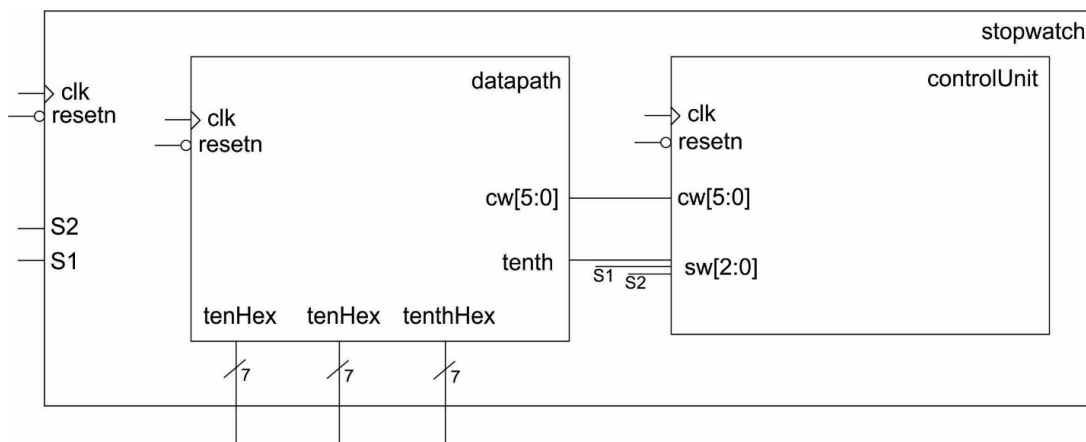 stopwatch
datapath
controlUnit
clk
resetn
clk
resetn
clk
resetn
cw[5:0]
cw[5:0]
S2
S1
tenth
S1
S2
sw[2:0]
tenHex
tenHex
tenthHex
7
7
7